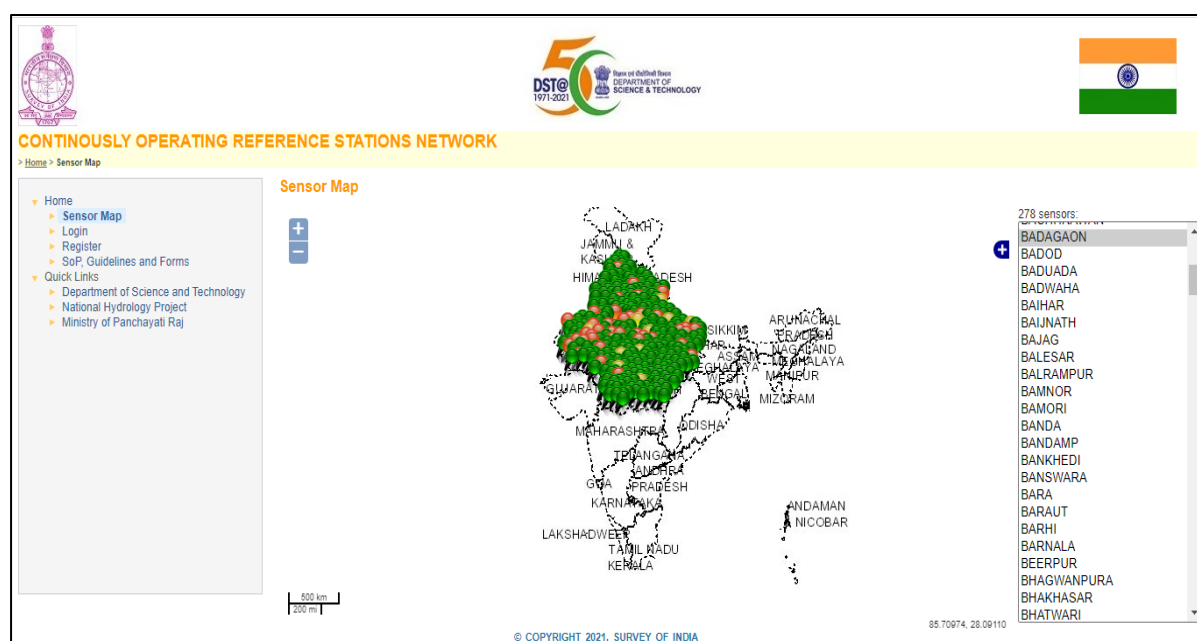 DST@
1971-2021
विज्ञान एवं प्रौद्योगिकी विभाग
DEPARTMENT OF
SCIENCE & TECHNOLOGY
CONTINOUSLY OPERATING REFERENCE STATIONS NETWORK
> Home > Sensor Map
Home
Sensor Map
Login
Register
SoP, Guidelines and Forms
Quick Links
Department of Science and Technology
National Hydrology Project
Ministry of Panchayati Raj
Sensor Map
+
−
LADAKH
JAMMU &
ARUNACHAL
PRADESH
SIKKIM
NAGALAND
ASSAM
MEGHALAYA
WEST
MANIPUR
BENGAL
MIZORAM
GUJARAT
ODISHA
MAHARASHTRA
TELANGANA
ANDHRA
GOA
PRADESH
KARNATAKA
ANDAMAN
NICOBAR
LAKSHADWEEP
TAMIL NADU
KERALA
500 km
200 mi
278 sensors:
BADAGAON
BADOD
BADUADA
BADWAHA
BAIHAR
BAIJNATH
BAJAG
BALESAR
BALRAMPUR
BAMNOR
BAMORI
BANDA
BANDAMP
BANKHEDI
BANSWARA
BARA
BARAUT
BARHI
BARNALA
BEERPUR
BHAGWANPURA
BHAKHASAR
BHATWARI
85.70974, 28.09110
© COPYRIGHT 2021. SURVEY OF INDIA